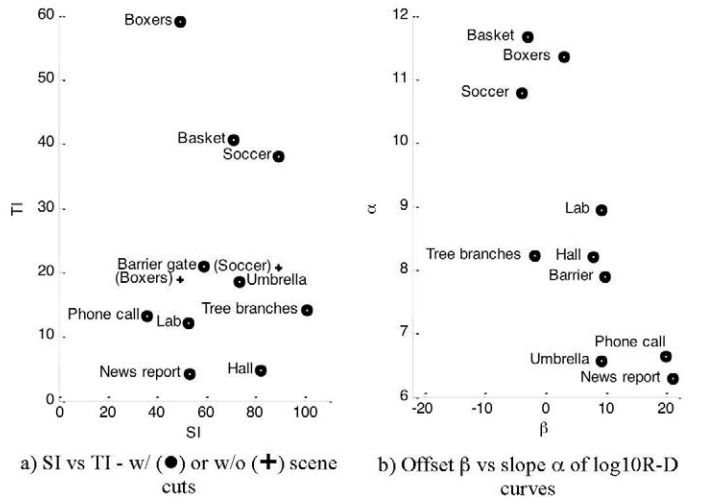 60
50
40
30
20
10
0
TI
Boxers
Basket
Soccer
Barrier gate
(Soccer)
(Boxers)
Umbrella
Phone call
Lab
Tree branches
News report
Hall
0 20 40 60 80 100
SI
a) SI vs TI - w/ (●) or w/o (+) scene
cuts
12
11
10
9
8
7
6
α
Basket
Boxers
Soccer
Lab
Tree branches
Hall
Barrier
Phone call
Umbrella
News report
-20 -10 0 10 20
β
b) Offset β vs slope α of log10R-D
curves